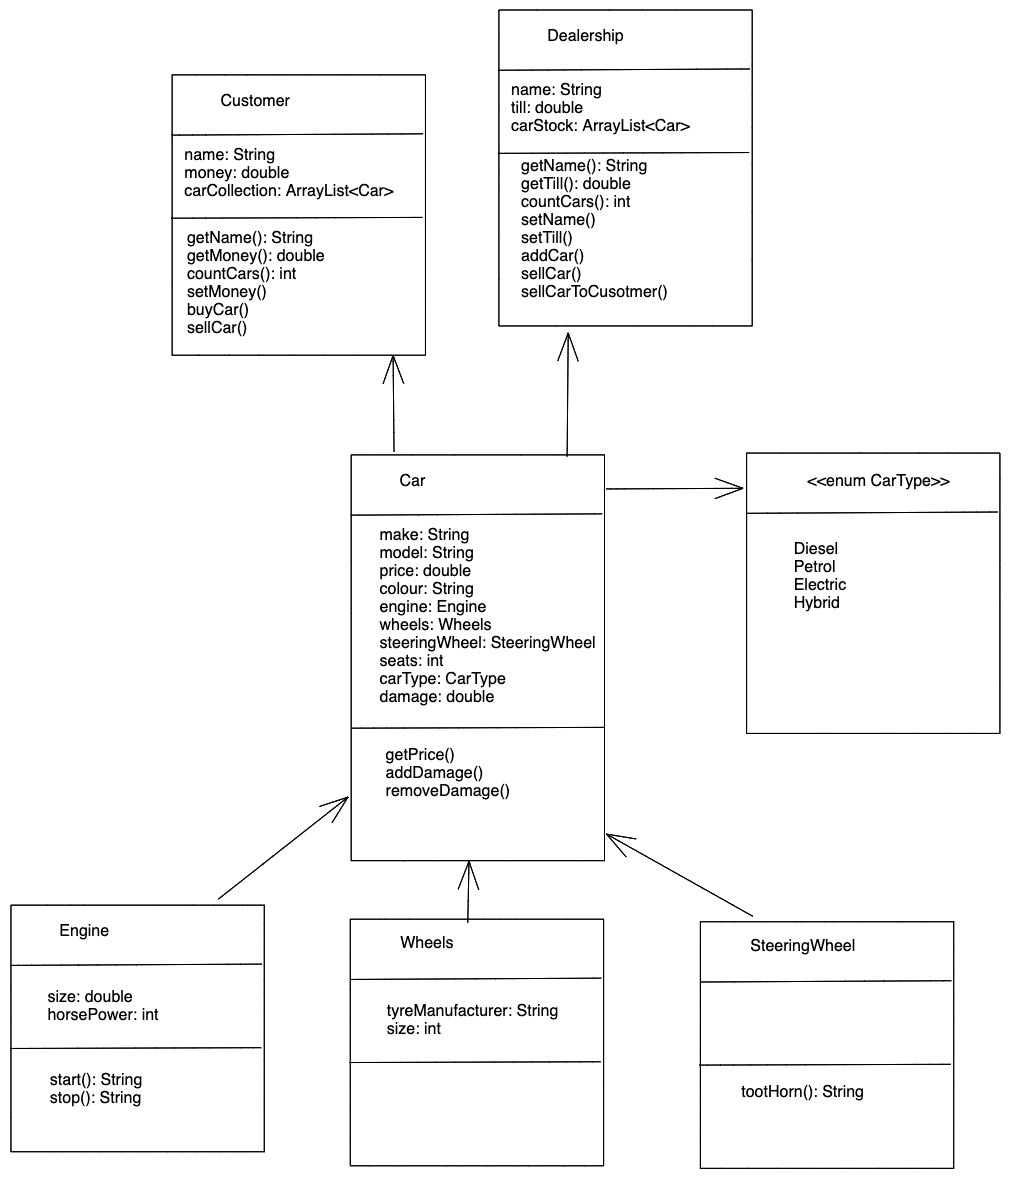 Dealership
name: String
till: double
carStock: ArrayList<Car>
getName(): String
getTill(): double
countCars(): int
setName()
setTill()
addCar()
sellCar()
sellCarToCusotmer()
Customer
name: String
money: double
carCollection: ArrayList<Car>
getName(): String
getMoney(): double
countCars(): int
setMoney()
buyCar()
sellCar()
Car
make: String
model: String
price: double
colour: String
engine: Engine
wheels: Wheels
steeringWheel: SteeringWheel
seats: int
carType: CarType
damage: double
getPrice()
addDamage()
removeDamage()
<<enum CarType>>
Diesel
Petrol
Electric
Hybrid
Engine
size: double
horsePower: int
start(): String
stop(): String
Wheels
tyreManufacturer: String
size: int
SteeringWheel
tootHorn(): String